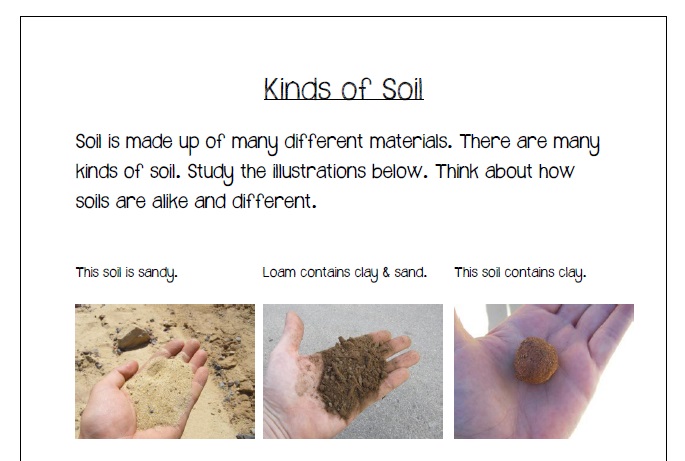 Kinds of Soil
Soil is made up of many different materials. There are many
kinds of soil. Study the illustrations below. Think about how
soils are alike and different.
This soil is sandy.
Loam contains clay & sand.
This soil contains clay.